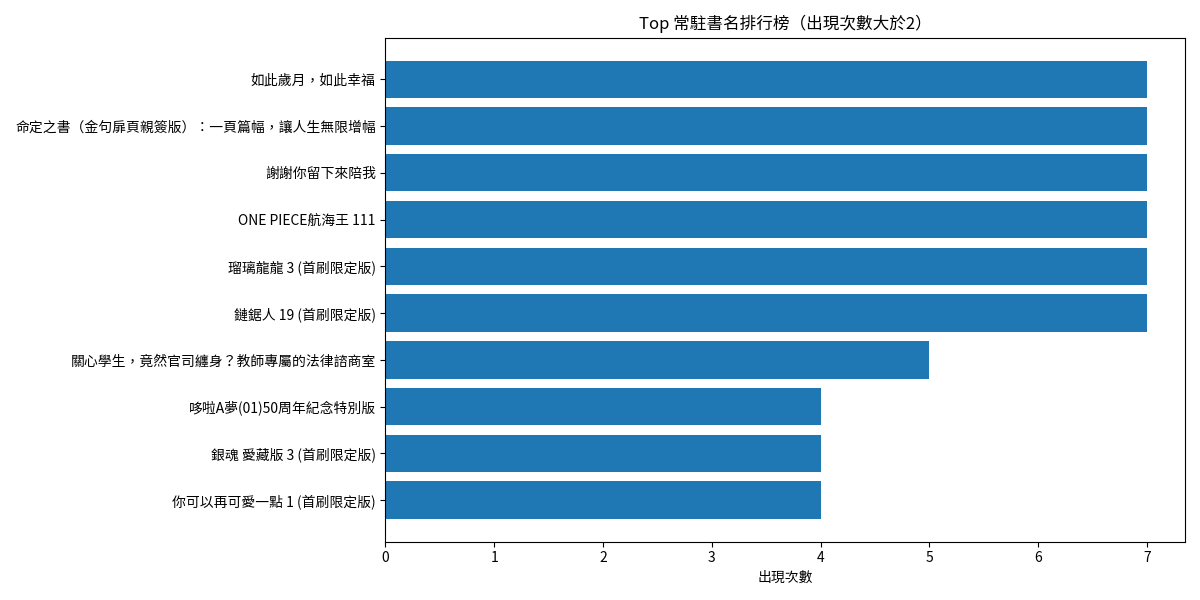 Top 常駐書名排行榜（出現次數大於2）
如此歲月，如此幸福
命定之書（金句扉頁親簽版）：一頁篇幅，讓人生無限增幅
謝謝你留下來陪我
ONE PIECE航海王 111
瑠璃龍龍 3 (首刷限定版)
鏈鋸人 19 (首刷限定版)
關心學生，竟然官司纏身？教師專屬的法律諮商室
哆啦A夢(01)50周年紀念特別版
銀魂 愛藏版 3 (首刷限定版)
你可以再可愛一點 1 (首刷限定版)
0 1 2 3 4 5 6 7
出現次數